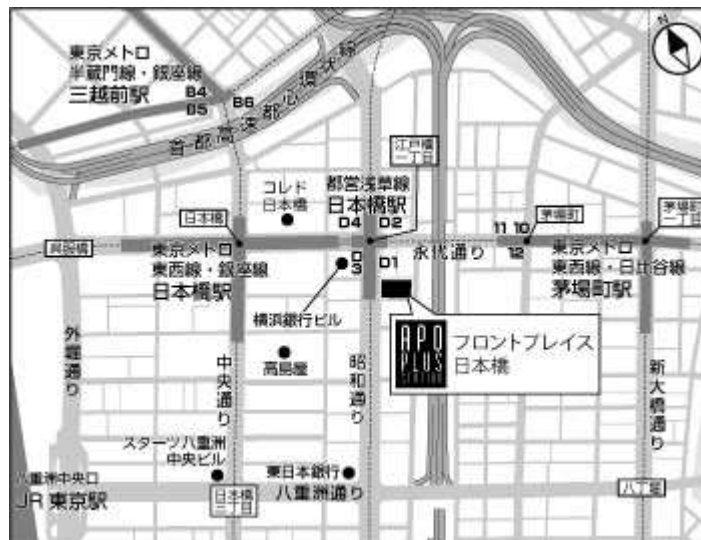 N
東京メトロ
半蔵門線・銀座線
三越前駅
B4
B5
B6
首都高速都心環状線
江戸橋
一丁目
コレド
日本橋
都営浅草線
日本橋駅
日本橋
D4
D2
11
10
茅場町
茅場町
一丁目
呉服橋
東京メトロ
東西線・銀座線
日本橋駅
D3
D1
永代通り
12
東京メトロ
東西線・日比谷線
茅場町駅
横浜銀行ビル
APO
PLUS
STATION
フロントプレイス
日本橋
外堀通り
中央通り
高島屋
昭和通り
新大橋通り
スターツ八重洲
中央ビル
東日本銀行
八重洲中央口
JR 東京駅
日本橋
二丁目
八重洲通り
八丁堀